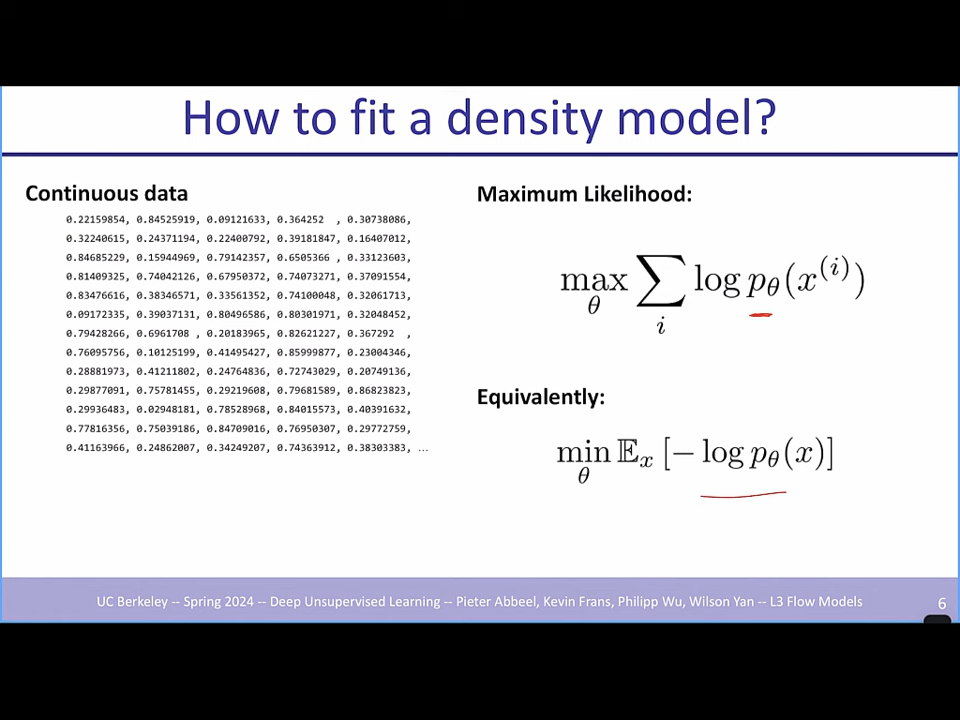 How to fit a density model?
Continuous data
0.22159854, 0.84525919, 0.09121633, 0.364252  , 0.30738086,
0.32240615, 0.24371194, 0.22400792, 0.39181847, 0.16407012,
0.84685229, 0.15944969, 0.79142357, 0.6505366 , 0.33123603,
0.81409325, 0.74042126, 0.67950372, 0.74073271, 0.37091554,
0.83476616, 0.38346571, 0.33561352, 0.74100048, 0.32061713,
0.09172335, 0.39037131, 0.80496586, 0.80301971, 0.32048452,
0.79428266, 0.6961708 , 0.20183965, 0.82621227, 0.367292  ,
0.76095756, 0.10125199, 0.41495427, 0.85999877, 0.23004346,
0.28881973, 0.41211802, 0.24764836, 0.72743029, 0.20749136,
0.29877091, 0.75781455, 0.29219608, 0.79681589, 0.86823823,
0.29936483, 0.02948181, 0.78528968, 0.84015573, 0.40391632,
0.77816356, 0.75039186, 0.84709016, 0.76950307, 0.29772759,
0.41163966, 0.24862007, 0.34249207, 0.74363912, 0.38303383, …
Maximum Likelihood:
max_θ ∑_i log p_θ(x^(i))
Equivalently:
min_θ 𝔼_x [− log p_θ(x)]
UC Berkeley -- Spring 2024 -- Deep Unsupervised Learning -- Pieter Abbeel, Kevin Frans, Philipp Wu, Wilson Yan -- L3 Flow Models
6